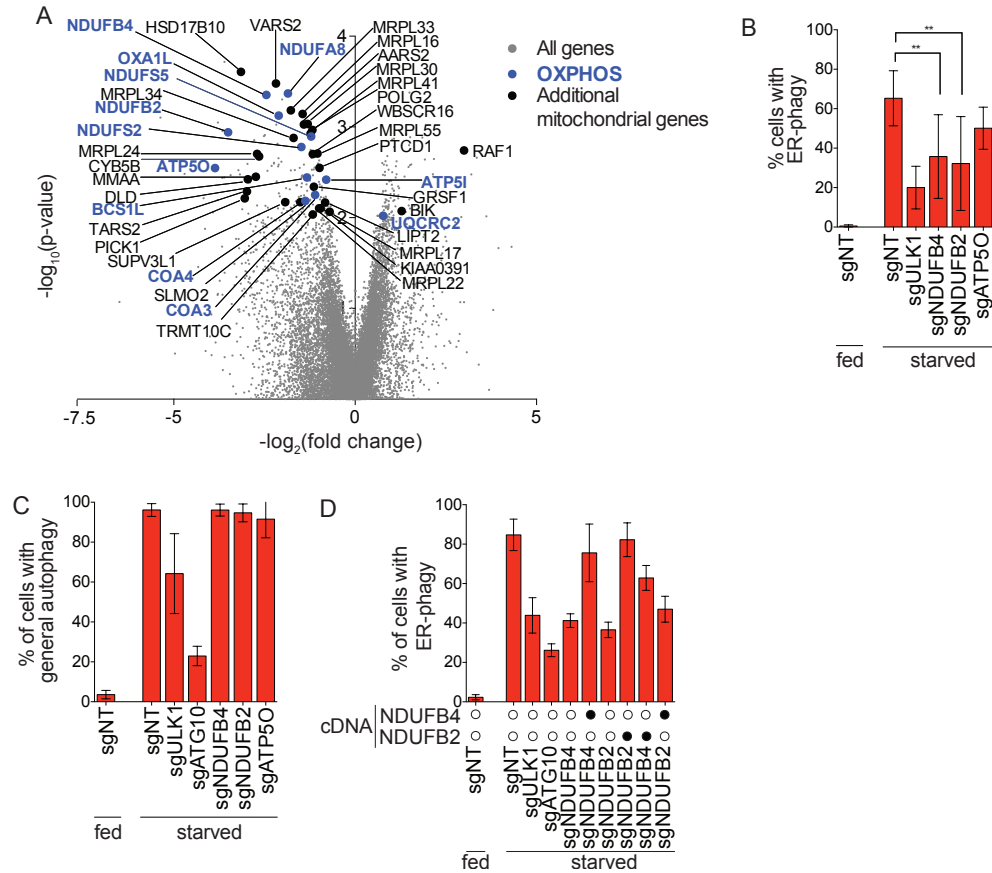 A
NDUFB4
HSD17B10
VARS2
NDUFA8
MRPL33
OXA1L
MRPL16
AARS2
NDUFS5
MRPL30
MRPL34
MRPL41
NDUFB2
POLG2
WBSCR16
NDUFS2
MRPL55
MRPL24
PTCD1
RAF1
CYB5B
ATP5O
MMAA
ATP5I
DLD
GRSF1
BCS1L
BIK
TARS2
UQCRC2
PICK1
LIPT2
SUPV3L1
MRPL17
COA4
KIAA0391
SLMO2
MRPL22
COA3
TRMT10C
All genes
OXPHOS
Additional
mitochondrial genes
4
3
2
1
-log10(p-value)
-7.5
-5
0
5
-log2(fold change)
B
**
**
% cells with
ER-phagy
100
80
60
40
20
0
sgNT
sgNT
sgULK1
sgNDUFB4
sgNDUFB2
sgATP5O
fed
starved
C
% of cells with
general autophagy
100
80
60
40
20
0
sgNT
sgNT
sgULK1
sgATG10
sgNDUFB4
sgNDUFB2
sgATP5O
fed
starved
D
% of cells with
ER-phagy
100
80
60
40
20
0
cDNA
NDUFB4
NDUFB2
sgNT
sgNT
sgULK1
sgATG10
sgNDUFB4
sgNDUFB4
sgNDUFB2
sgNDUFB2
sgNDUFB4
sgNDUFB2
fed
starved